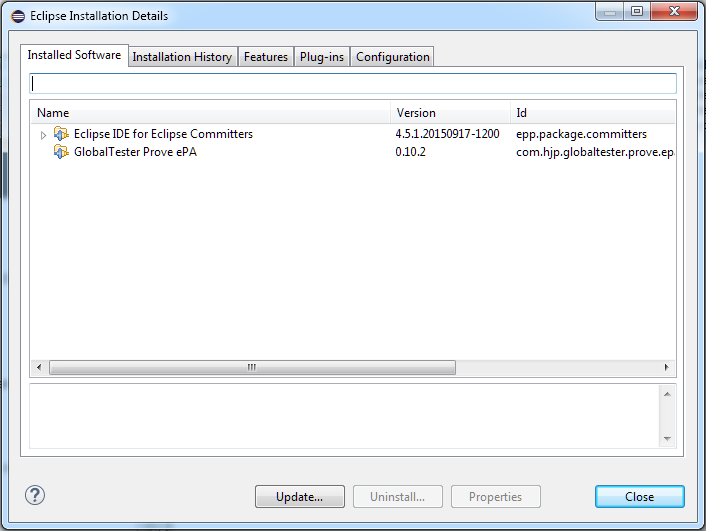 Eclipse Installation Details
Installed Software Installation History Features Plug-ins Configuration
Name Version Id
Eclipse IDE for Eclipse Committers 4.5.1.20150917-1200 epp.package.committers
GlobalTester Prove ePA 0.10.2 com.hjp.globaltester.prove.epa
Update... Uninstall... Properties Close